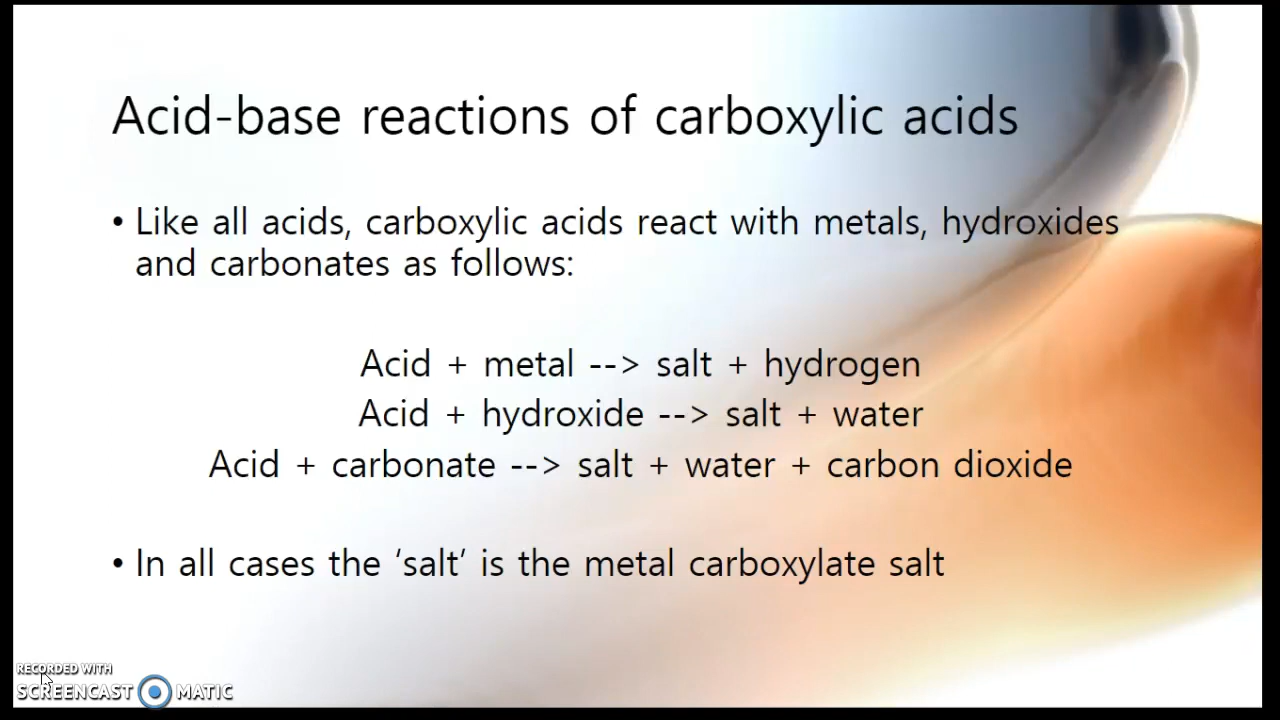 Acid-base reactions of carboxylic acids
• Like all acids, carboxylic acids react with metals, hydroxides
and carbonates as follows:
Acid + metal --> salt + hydrogen
Acid + hydroxide --> salt + water
Acid + carbonate --> salt + water + carbon dioxide
• In all cases the ‘salt’ is the metal carboxylate salt
RECORDED WITH
SCREENCAST MATIC